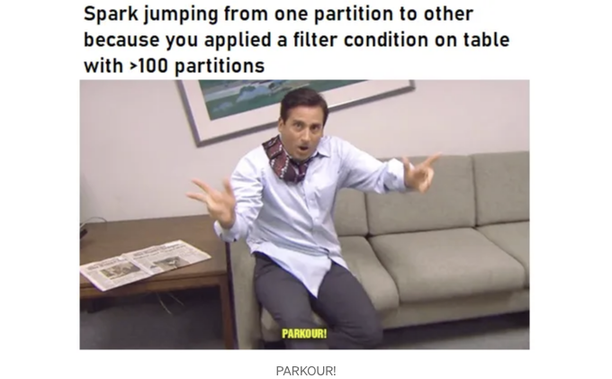 Spark jumping from one partition to other
because you applied a filter condition on table
with >100 partitions
PARKOUR!
PARKOUR!